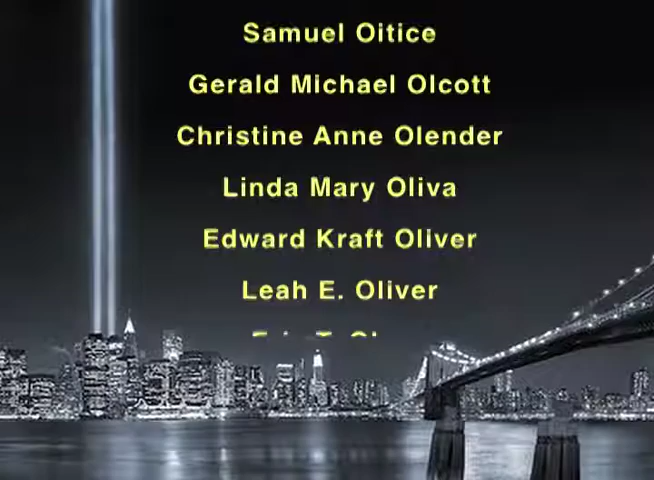 Samuel Oitice
Gerald Michael Olcott
Christine Anne Olender
Linda Mary Oliva
Edward Kraft Oliver
Leah E. Oliver